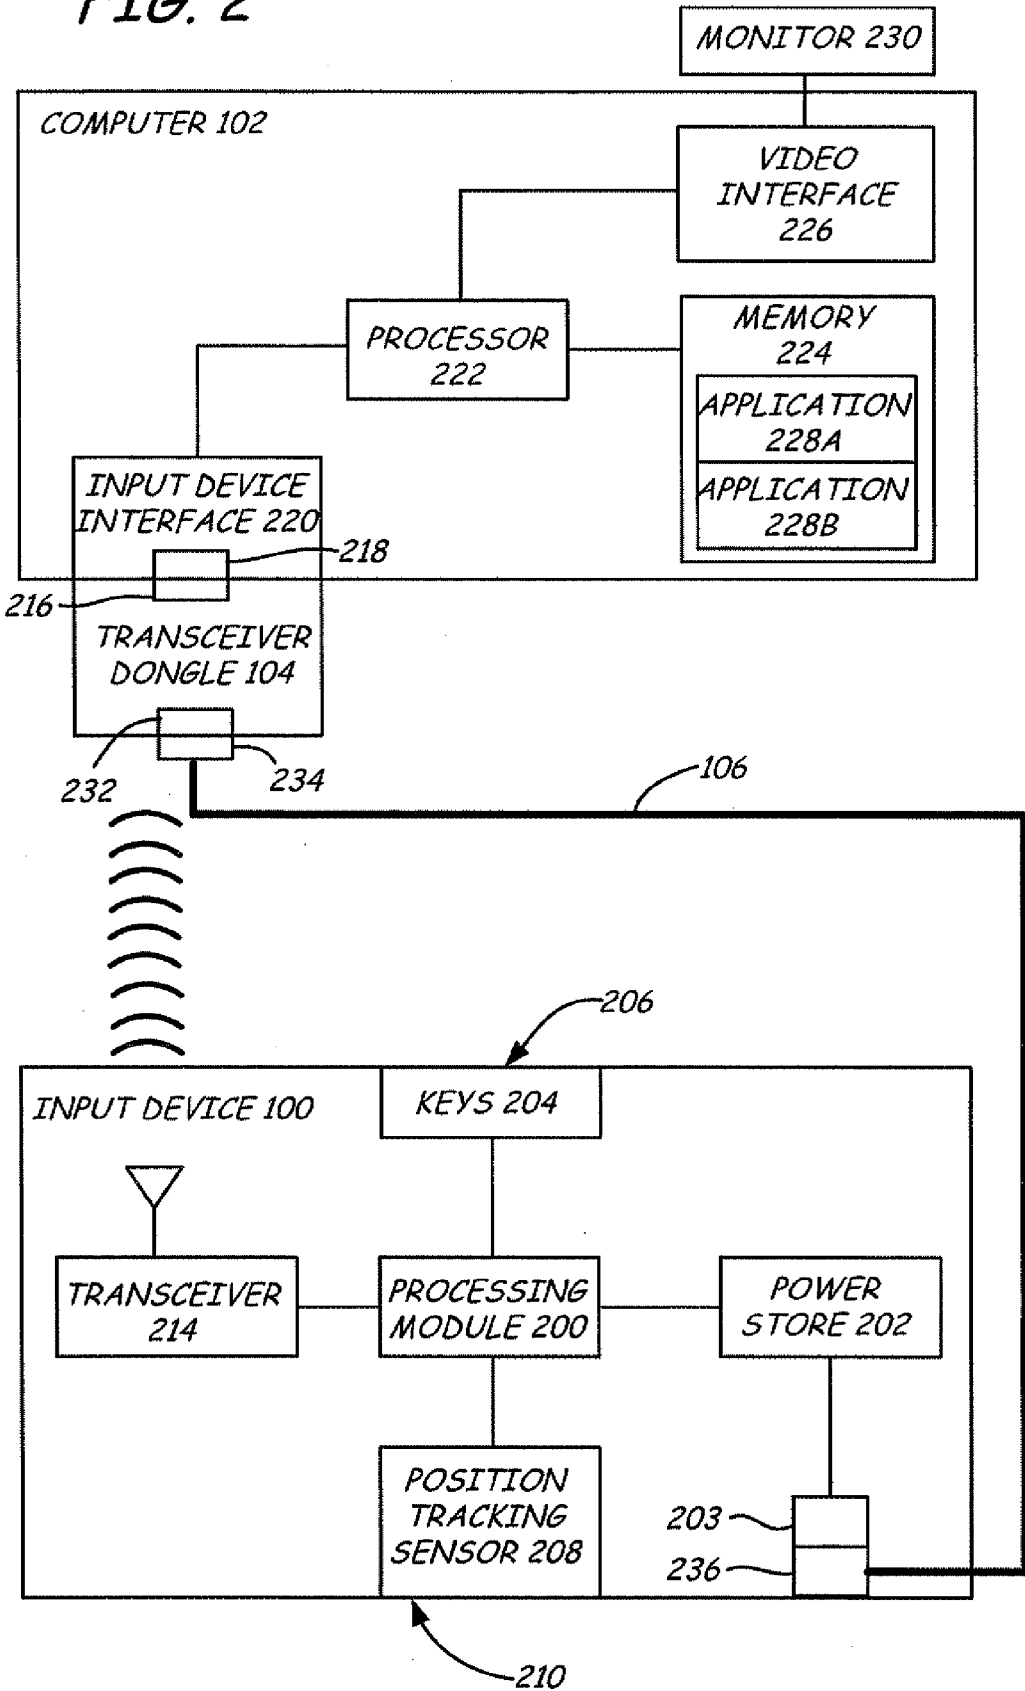 FIG. 2
MONITOR 230
COMPUTER 102
VIDEO
INTERFACE
226
PROCESSOR
222
MEMORY
224
APPLICATION
228A
APPLICATION
228B
INPUT DEVICE
INTERFACE 220
218
216
TRANSCEIVER
DONGLE 104
232
234
106
206
INPUT DEVICE 100
KEYS 204
TRANSCEIVER
214
PROCESSING
MODULE 200
POWER
STORE 202
POSITION
TRACKING
SENSOR 208
203
236
210